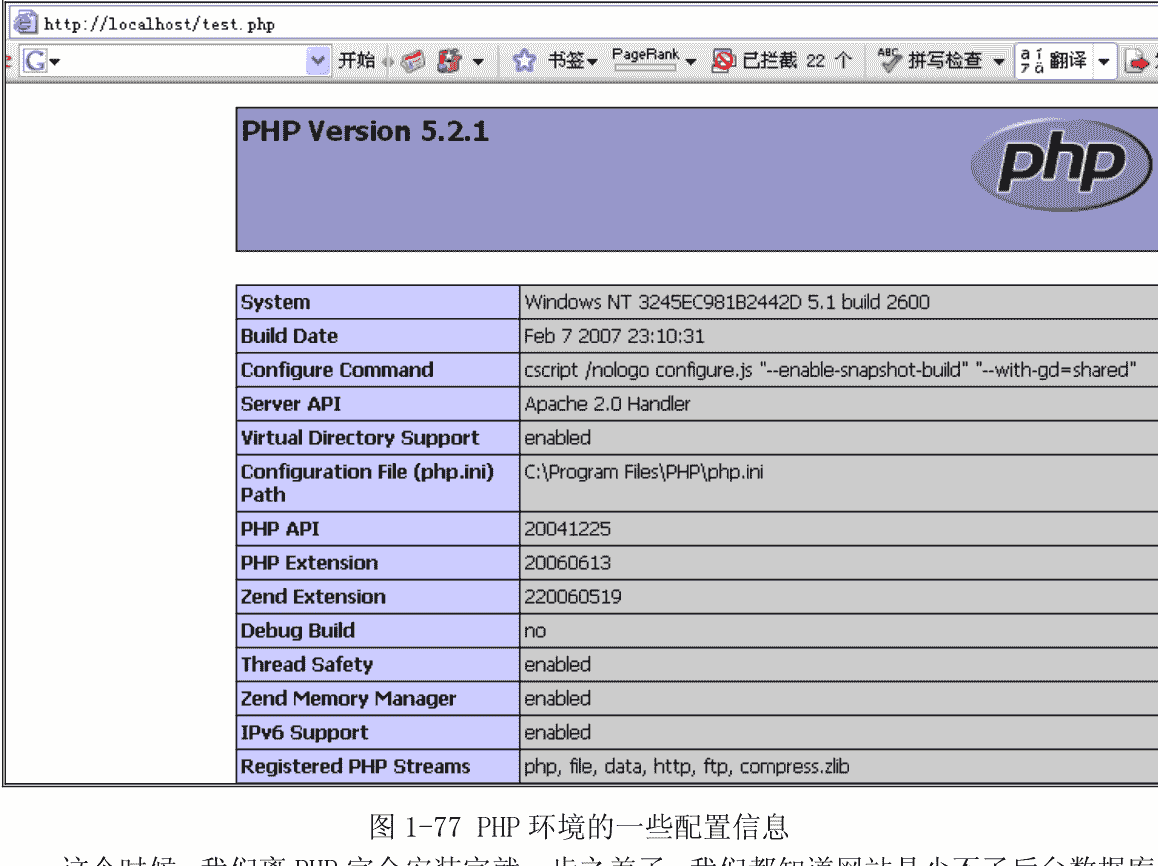 http://localhost/test.php
G 开始 书签 PageRank 已拦截 22 个 ABC 拼写检查 翻译
PHP Version 5.2.1
php
System Windows NT 3245EC981B2442D 5.1 build 2600
Build Date Feb 7 2007 23:10:31
Configure Command cscript /nologo configure.js "--enable-snapshot-build" "--with-gd=shared"
Server API Apache 2.0 Handler
Virtual Directory Support enabled
Configuration File (php.ini) C:\Program Files\PHP\php.ini
Path
PHP API 20041225
PHP Extension 20060613
Zend Extension 220060519
Debug Build no
Thread Safety enabled
Zend Memory Manager enabled
IPv6 Support enabled
Registered PHP Streams php, file, data, http, ftp, compress.zlib
图 1-77 PHP 环境的一些配置信息